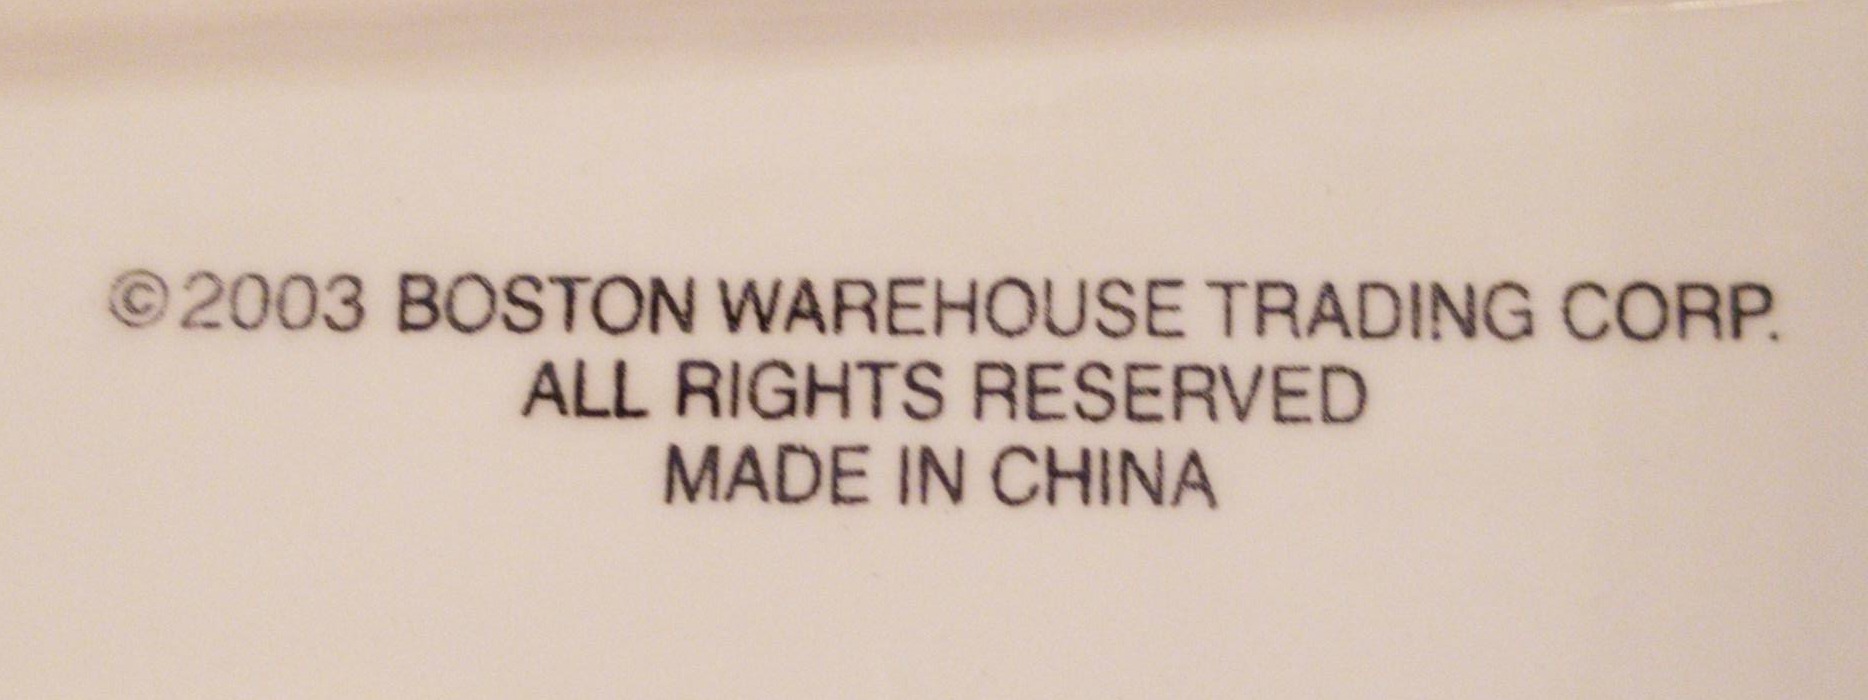 ©2003 BOSTON WAREHOUSE TRADING CORP.
ALL RIGHTS RESERVED
MADE IN CHINA